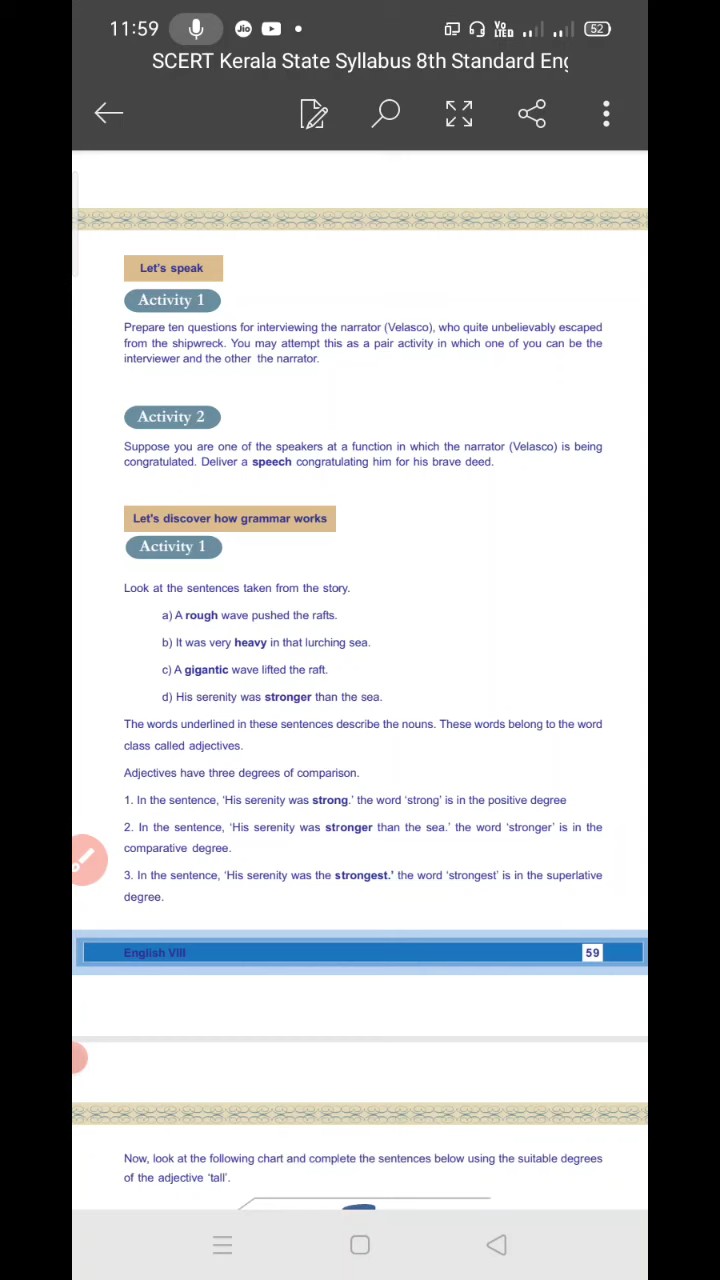 11:59 Jio Vo LTED 52
SCERT Kerala State Syllabus 8th Standard Eng
Let's speak
Activity 1
Prepare ten questions for interviewing the narrator (Velasco), who quite unbelievably escaped
from the shipwreck. You may attempt this as a pair activity in which one of you can be the
interviewer and the other the narrator.
Activity 2
Suppose you are one of the speakers at a function in which the narrator (Velasco) is being
congratulated. Deliver a speech congratulating him for his brave deed.
Let's discover how grammar works
Activity 1
Look at the sentences taken from the story.
a) A rough wave pushed the rafts.
b) It was very heavy in that lurching sea.
c) A gigantic wave lifted the raft.
d) His serenity was stronger than the sea.
The words underlined in these sentences describe the nouns. These words belong to the word
class called adjectives.
Adjectives have three degrees of comparison.
1. In the sentence, 'His serenity was strong.' the word 'strong' is in the positive degree
2. In the sentence, 'His serenity was stronger than the sea.' the word 'stronger' is in the
comparative degree.
3. In the sentence, 'His serenity was the strongest.' the word 'strongest' is in the superlative
degree.
English VIII 59
Now, look at the following chart and complete the sentences below using the suitable degrees
of the adjective 'tall'.